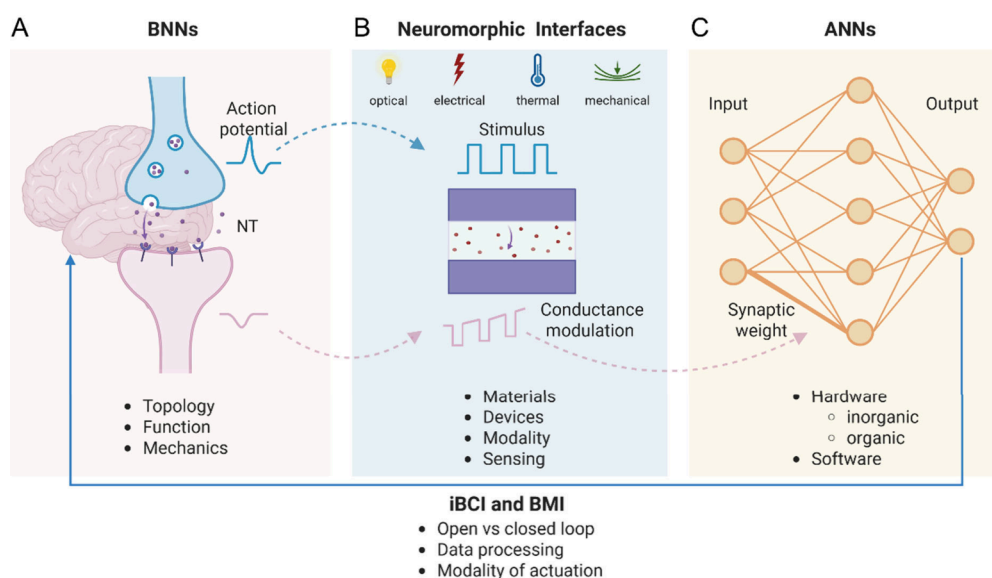 A
BNNs
Action
potential
NT
• Topology
• Function
• Mechanics
B
Neuromorphic Interfaces
optical
electrical
thermal
mechanical
Stimulus
Conductance
modulation
• Materials
• Devices
• Modality
• Sensing
C
ANNs
Input
Output
Synaptic
weight
• Hardware
○ inorganic
○ organic
• Software
iBCI and BMI
• Open vs closed loop
• Data processing
• Modality of actuation